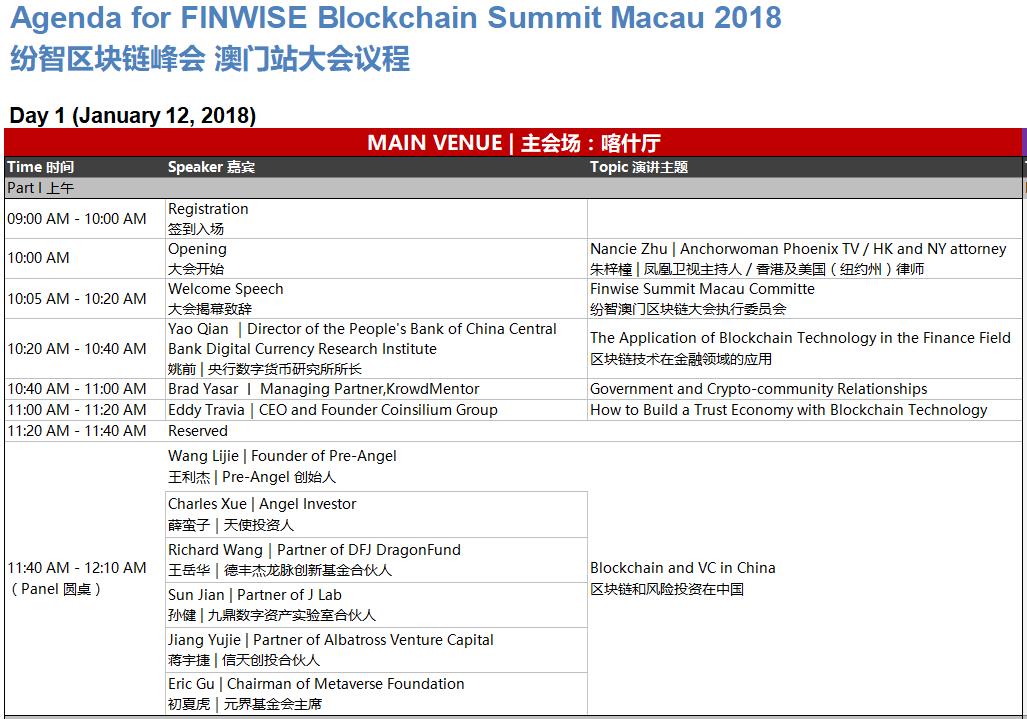 Agenda for FINWISE Blockchain Summit Macau 2018
纷智区块链峰会 澳门站大会议程
Day 1 (January 12, 2018)
MAIN VENUE | 主会场：喀什厅
Time 时间 Speaker 嘉宾 Topic 演讲主题
Part I 上午
09:00 AM - 10:00 AM
Registration
签到入场
10:00 AM
Opening
大会开始
Nancie Zhu | Anchorwoman Phoenix TV / HK and NY attorney
朱梓橦 | 凤凰卫视主持人 / 香港及美国（纽约州）律师
10:05 AM - 10:20 AM
Welcome Speech
大会揭幕致辞
Finwise Summit Macau Committe
纷智澳门区块链大会执行委员会
10:20 AM - 10:40 AM
Yao Qian | Director of the People's Bank of China Central
Bank Digital Currency Research Institute
姚前 | 央行数字货币研究所所长
The Application of Blockchain Technology in the Finance Field
区块链技术在金融领域的应用
10:40 AM - 11:00 AM Brad Yasar | Managing Partner,KrowdMentor Government and Crypto-community Relationships
11:00 AM - 11:20 AM Eddy Travia | CEO and Founder Coinsilium Group How to Build a Trust Economy with Blockchain Technology
11:20 AM - 11:40 AM Reserved
11:40 AM - 12:10 AM
（Panel 圆桌）
Wang Lijie | Founder of Pre-Angel
王利杰 | Pre-Angel 创始人
Charles Xue | Angel Investor
薛蛮子 | 天使投资人
Richard Wang | Partner of DFJ DragonFund
王岳华 | 德丰杰龙脉创新基金合伙人
Sun Jian | Partner of J Lab
孙健 | 九鼎数字资产实验室合伙人
Jiang Yujie | Partner of Albatross Venture Capital
蒋宇捷 | 信天创投合伙人
Eric Gu | Chairman of Metaverse Foundation
初夏虎 | 元界基金会主席
Blockchain and VC in China
区块链和风险投资在中国